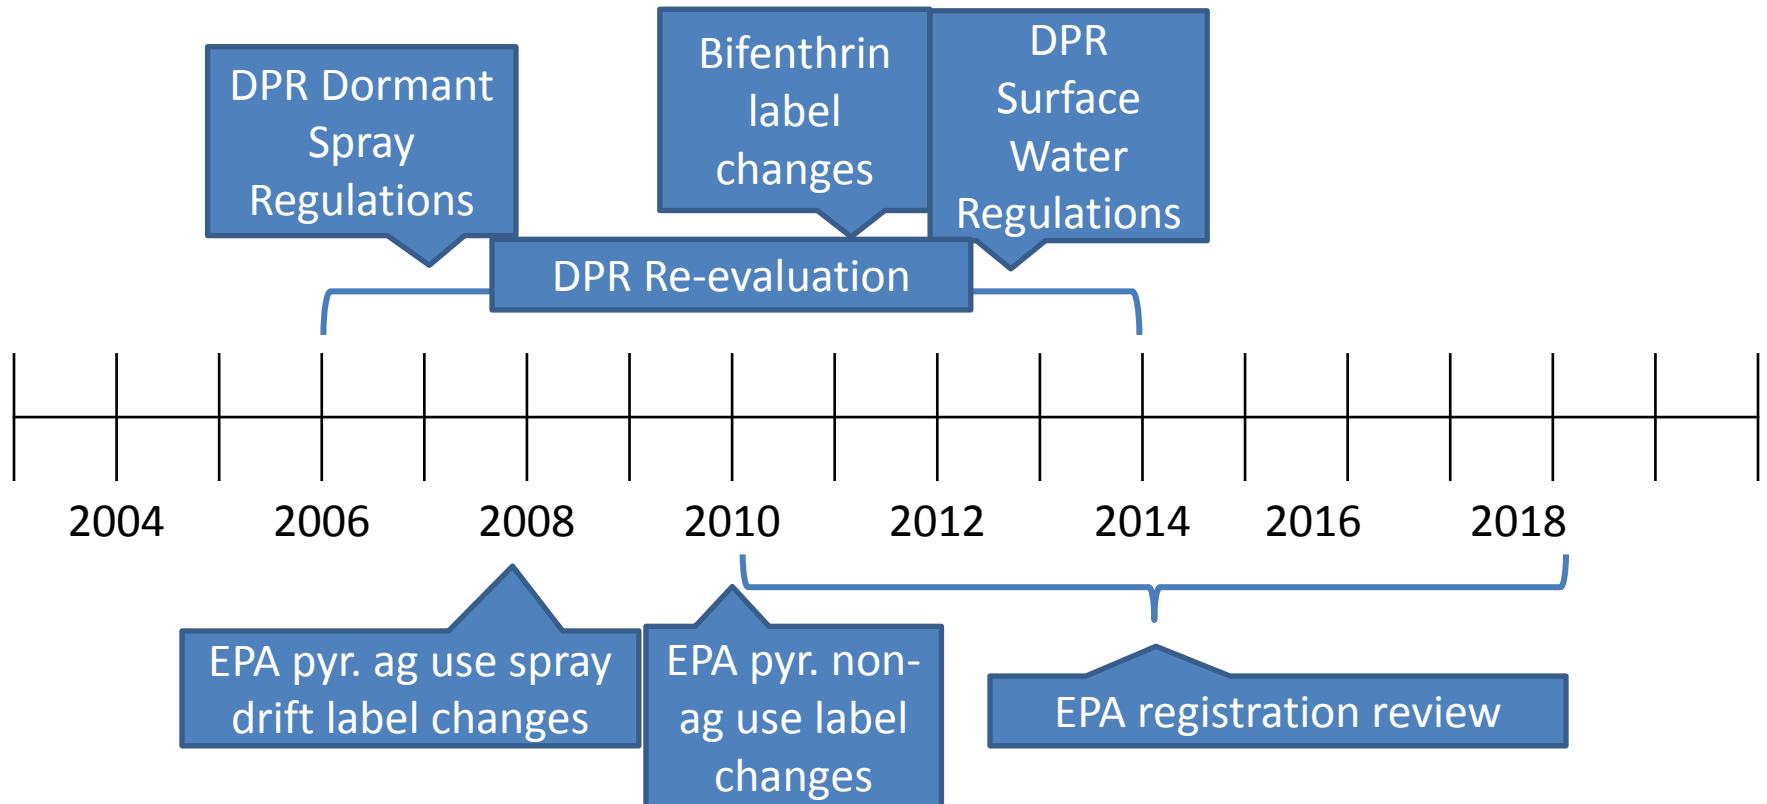 DPR Dormant
Spray
Regulations
Bifenthrin
label
changes
DPR
Surface
Water
Regulations
DPR Re-evaluation
2004
2006
2008
2010
2012
2014
2016
2018
EPA pyr. ag use spray
drift label changes
EPA pyr. non-
ag use label
changes
EPA registration review